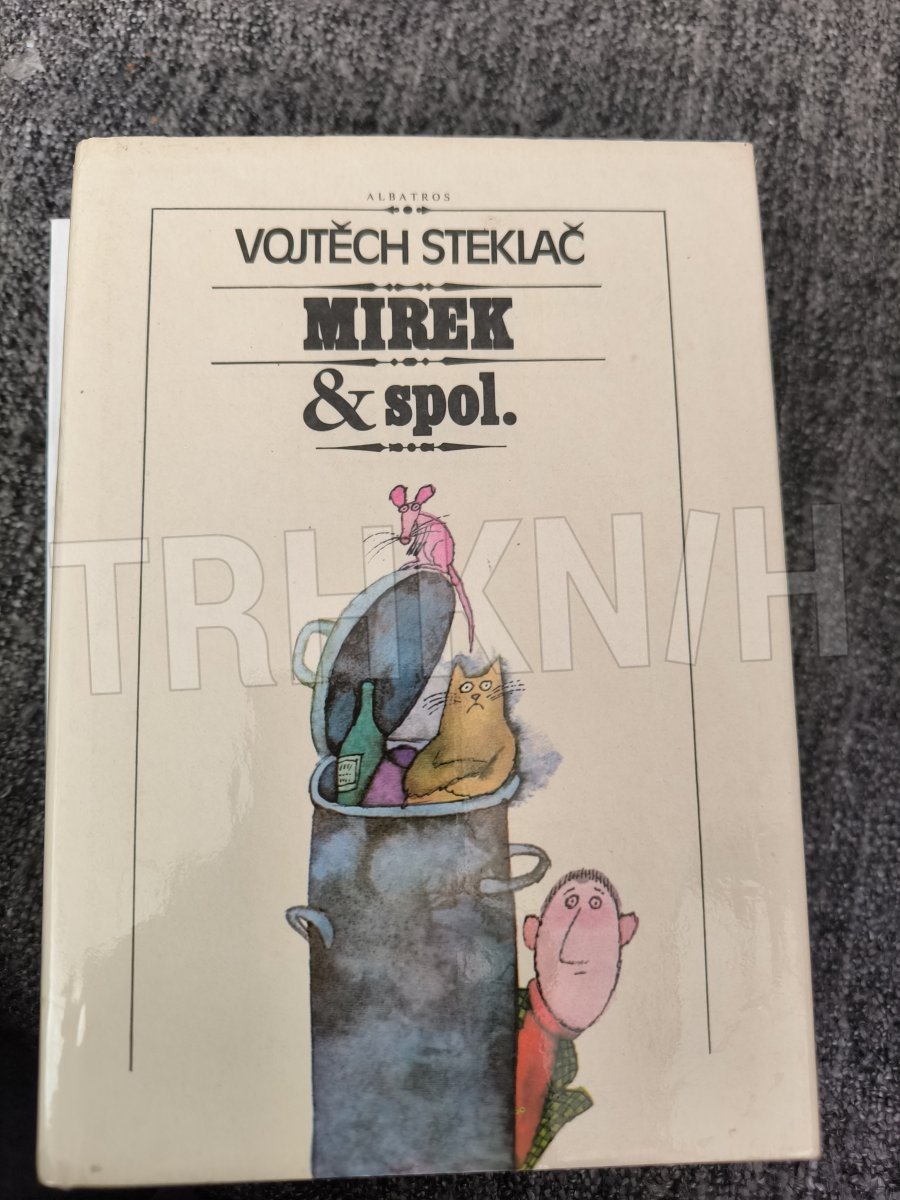 ALBATROS
VOJTĚCH STEKLAČ
MIREK
& spol.
TRHKNIH